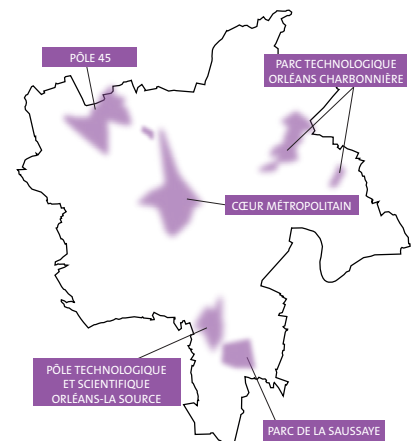 PÔLE 45
PARC TECHNOLOGIQUE
ORLÉANS CHARBONNIÈRE
CŒUR MÉTROPOLITAIN
PÔLE TECHNOLOGIQUE
ET SCIENTIFIQUE
ORLÉANS-LA SOURCE
PARC DE LA SAUSSAYE